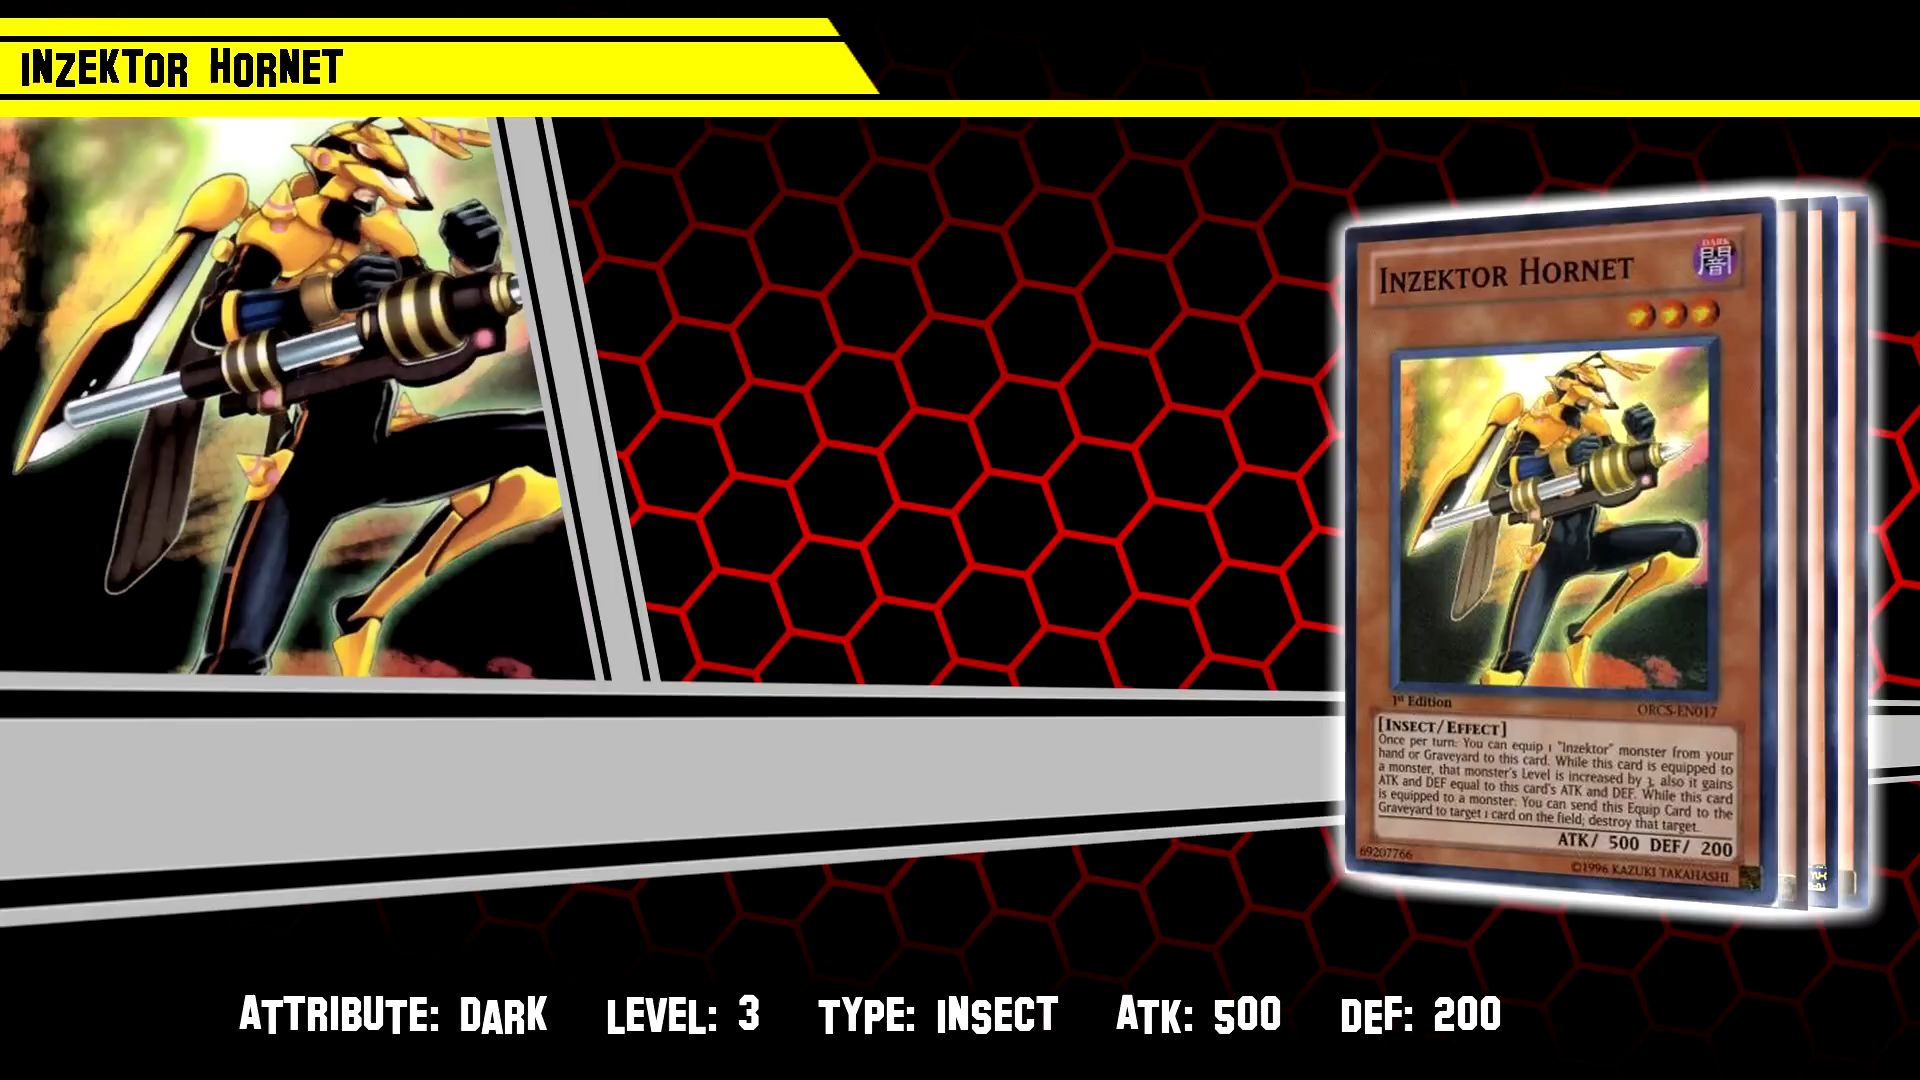 INZEKTOR HORNET
INZEKTOR HORNET
DARK
闇
1st Edition
ORCS-EN017
[INSECT/EFFECT]
Once per turn: You can equip 1 "Inzektor" monster from your
hand or Graveyard to this card. While this card is equipped to
a monster, that monster's Level is increased by 3, also it gains
ATK and DEF equal to this card's ATK and DEF. While this card
is equipped to a monster: You can send this Equip Card to the
Graveyard to target 1 card on the field; destroy that target.
ATK/ 500 DEF/ 200
69207766
©1996 KAZUKI TAKAHASHI
ATTRIBUTE: DARK LEVEL: 3 TYPE: INSECT ATK: 500 DEF: 200